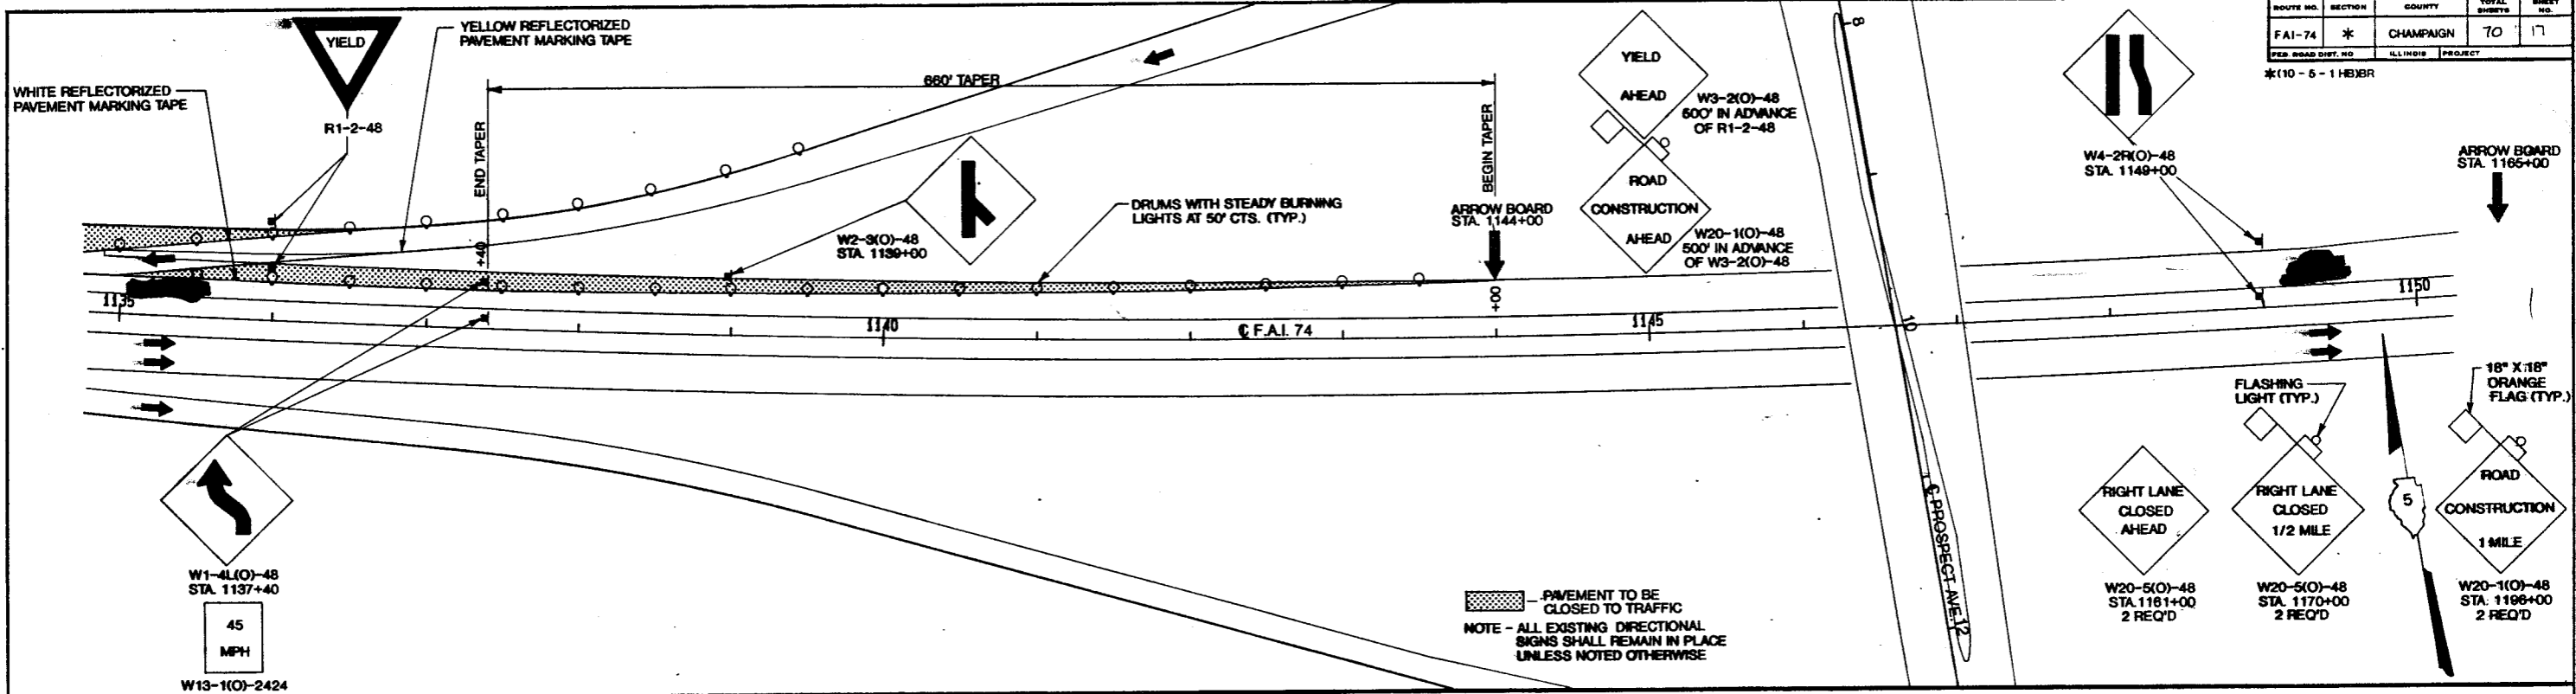 ROUTE NO. SECTION COUNTY TOTAL SHEETS SHEET NO.
FAI-74 * CHAMPAIGN 70 17
FED. ROAD DIST. NO ILLINOIS PROJECT
*(10 - 5 - 1 HB)BR
YIELD
R1-2-48
YELLOW REFLECTORIZED
PAVEMENT MARKING TAPE
WHITE REFLECTORIZED
PAVEMENT MARKING TAPE
660' TAPER
END TAPER
+40
BEGIN TAPER
+00
YIELD
AHEAD
W3-2(O)-48
500' IN ADVANCE
OF R1-2-48
ROAD
CONSTRUCTION
AHEAD
W20-1(O)-48
500' IN ADVANCE
OF W3-2(O)-48
W2-3(O)-48
STA. 1139+00
DRUMS WITH STEADY BURNING
LIGHTS AT 50' CTS. (TYP.)
ARROW BOARD
STA. 1144+00
W4-2R(O)-48
STA. 1149+00
ARROW BOARD
STA. 1165+00
1135
1140
℄ F.A.I. 74
1145
1150
8
10
℄ PROSPECT AVE.
12
W1-4L(O)-48
STA. 1137+40
45
MPH
W13-1(O)-2424
- PAVEMENT TO BE
CLOSED TO TRAFFIC
NOTE - ALL EXISTING DIRECTIONAL
SIGNS SHALL REMAIN IN PLACE
UNLESS NOTED OTHERWISE
RIGHT LANE
CLOSED
AHEAD
W20-5(O)-48
STA.1161+00
2 REQ'D
FLASHING
LIGHT (TYP.)
RIGHT LANE
CLOSED
1/2 MILE
W20-5(O)-48
STA. 1170+00
2 REQ'D
5
18" X 18"
ORANGE
FLAG (TYP.)
ROAD
CONSTRUCTION
1 MILE
W20-1(O)-48
STA. 1196+00
2 REQ'D